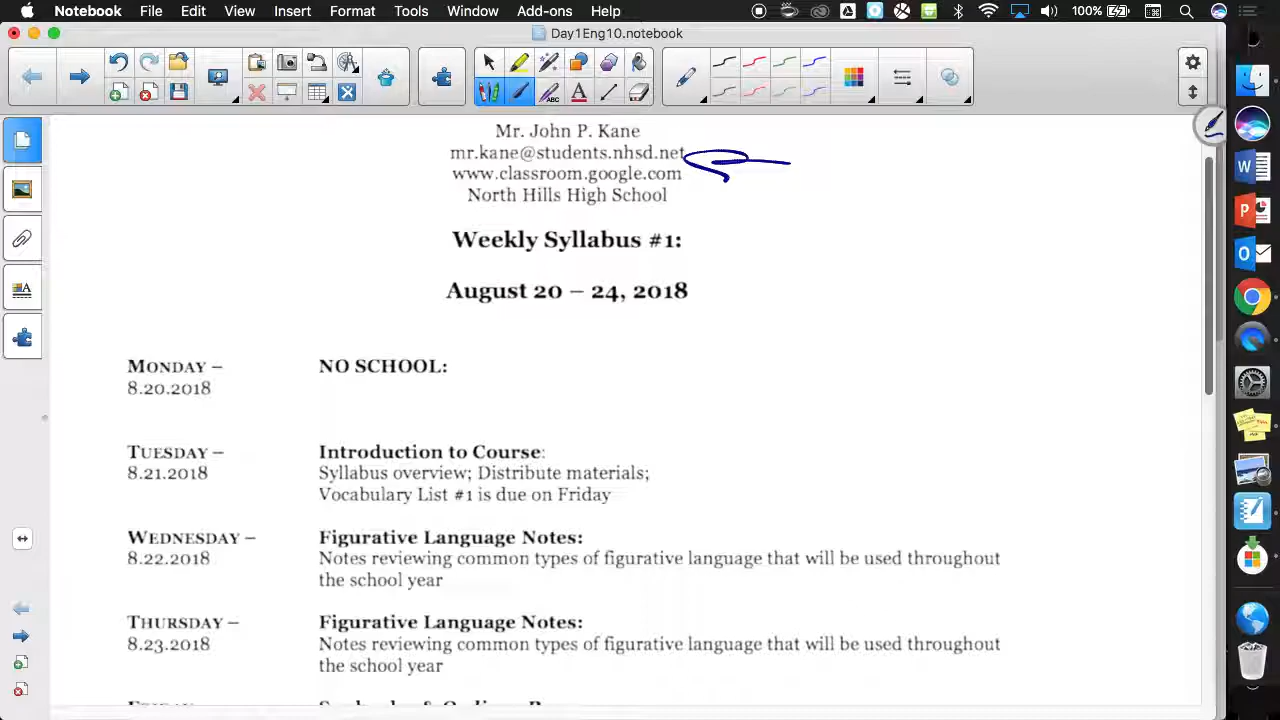 Notebook File Edit View Insert Format Tools Window Add-ons Help 100%
Day1Eng10.notebook
Mr. John P. Kane
mr.kane@students.nhsd.net
www.classroom.google.com
North Hills High School
Weekly Syllabus #1:
August 20 – 24, 2018
MONDAY – NO SCHOOL:
8.20.2018
TUESDAY – Introduction to Course:
8.21.2018 Syllabus overview; Distribute materials;
Vocabulary List #1 is due on Friday
WEDNESDAY – Figurative Language Notes:
8.22.2018 Notes reviewing common types of figurative language that will be used throughout
the school year
THURSDAY – Figurative Language Notes:
8.23.2018 Notes reviewing common types of figurative language that will be used throughout
the school year